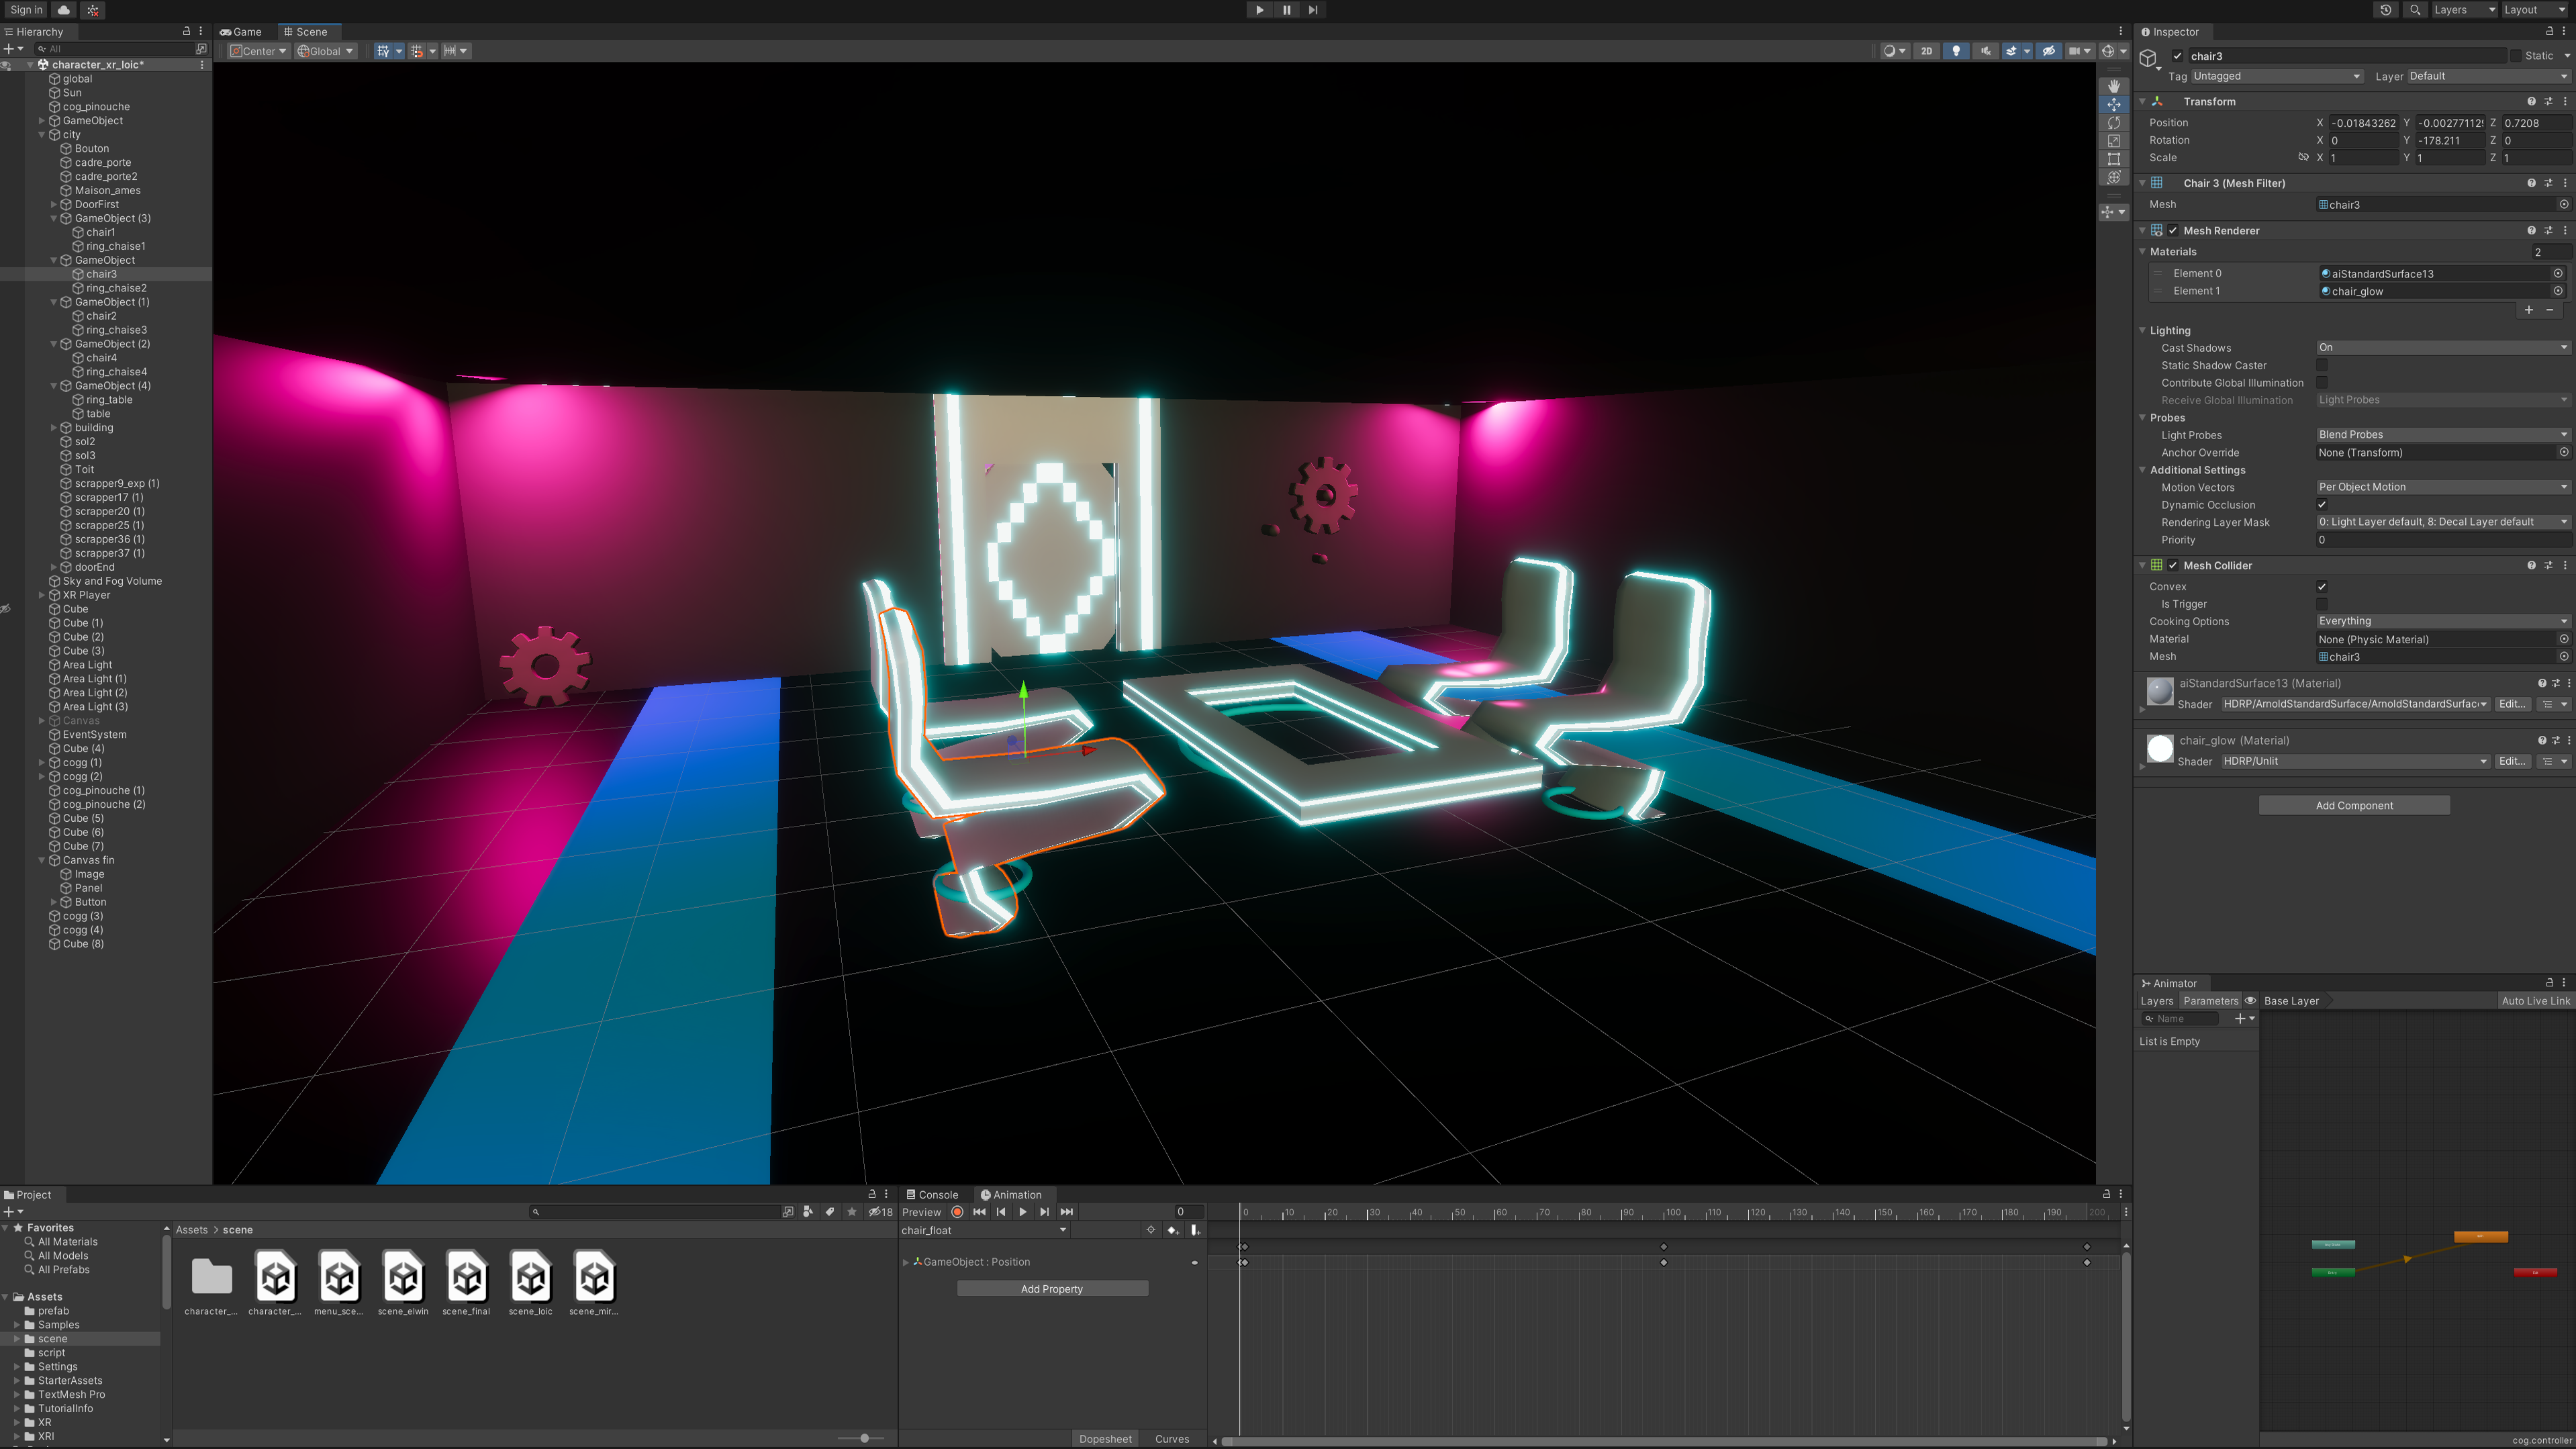 Sign in
Layers
Layout
Hierarchy
All
character_xr_loic*
global
Sun
cog_pinouche
GameObject
city
Bouton
cadre_porte
cadre_porte2
Maison_ames
DoorFirst
GameObject (3)
chair1
ring_chaise1
GameObject
chair3
ring_chaise2
GameObject (1)
chair2
ring_chaise3
GameObject (2)
chair4
ring_chaise4
GameObject (4)
ring_table
table
building
sol2
sol3
Toit
scrapper9_exp (1)
scrapper17 (1)
scrapper20 (1)
scrapper25 (1)
scrapper36 (1)
scrapper37 (1)
doorEnd
Sky and Fog Volume
XR Player
Cube
Cube (1)
Cube (2)
Cube (3)
Area Light
Area Light (1)
Area Light (2)
Area Light (3)
Canvas
EventSystem
Cube (4)
cogg (1)
cogg (2)
cog_pinouche (1)
cog_pinouche (2)
Cube (5)
Cube (6)
Cube (7)
Canvas fin
Image
Panel
Button
cogg (3)
cogg (4)
Cube (8)
Game Scene
Center Global
2D
Inspector
chair3 Static
Tag Untagged Layer Default
Transform
Position X -0.01843262 Y -0.002771129 Z 0.7208
Rotation X 0 Y -178.211 Z 0
Scale X 1 Y 1 Z 1
Chair 3 (Mesh Filter)
Mesh chair3
Mesh Renderer
Materials 2
Element 0 aiStandardSurface13
Element 1 chair_glow
+ −
Lighting
Cast Shadows On
Static Shadow Caster
Contribute Global Illumination
Receive Global Illumination Light Probes
Probes
Light Probes Blend Probes
Anchor Override None (Transform)
Additional Settings
Motion Vectors Per Object Motion
Dynamic Occlusion
Rendering Layer Mask 0: Light Layer default, 8: Decal Layer default
Priority 0
Mesh Collider
Convex
Is Trigger
Cooking Options Everything
Material None (Physic Material)
Mesh chair3
aiStandardSurface13 (Material)
Shader HDRP/ArnoldStandardSurface/ArnoldStandardSurfac Edit...
chair_glow (Material)
Shader HDRP/Unlit Edit...
Add Component
Animator
Layers Parameters Base Layer Auto Live Link
Name
List is Empty
cog.controller
Project
18
Favorites
All Materials
All Models
All Prefabs
Assets
prefab
Samples
scene
script
Settings
StarterAssets
TextMesh Pro
TutorialInfo
XR
XRI
Assets > scene
character_... character_... menu_sce... scene_elwin scene_final scene_loic scene_mir...
Console Animation
Preview 0
chair_float
GameObject : Position
Add Property
0 10 20 30 40 50 60 70 80 90 100 110 120 130 140 150 160 170 180 190 200
Dopesheet Curves